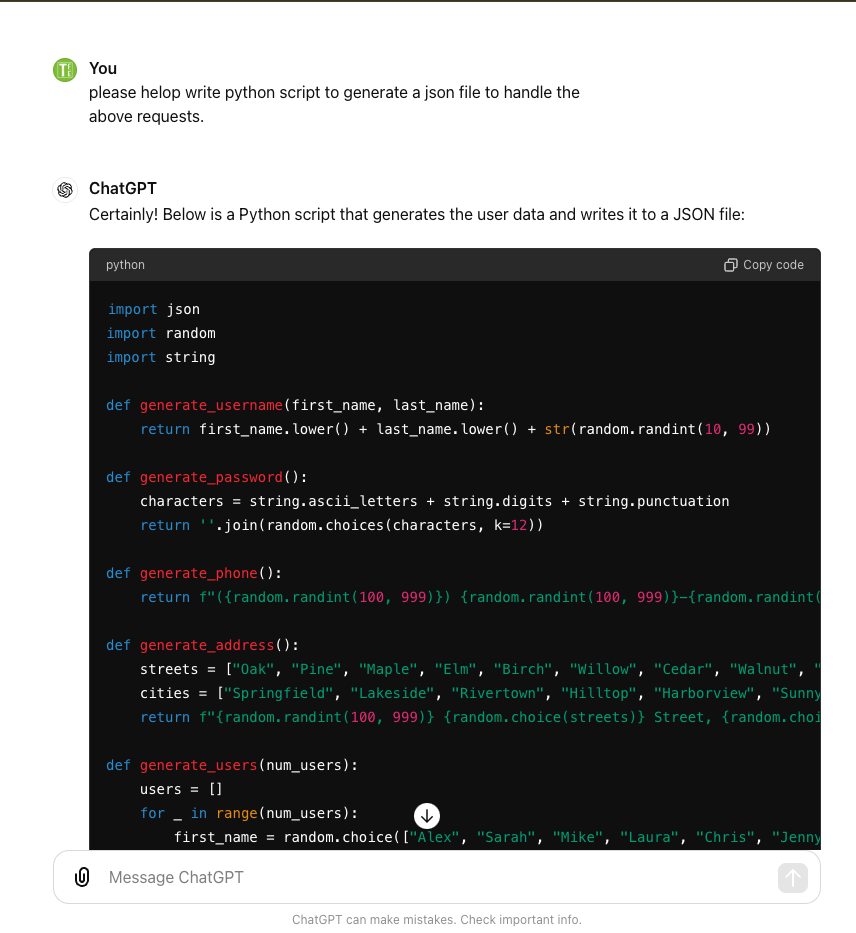 You
please helop write python script to generate a json file to handle the
above requests.
ChatGPT
Certainly! Below is a Python script that generates the user data and writes it to a JSON file:
python
Copy code
import json
import random
import string
def generate_username(first_name, last_name):
    return first_name.lower() + last_name.lower() + str(random.randint(10, 99))
def generate_password():
    characters = string.ascii_letters + string.digits + string.punctuation
    return ''.join(random.choices(characters, k=12))
def generate_phone():
    return f"({random.randint(100, 999)}) {random.randint(100, 999)}-{random.randint(
def generate_address():
    streets = ["Oak", "Pine", "Maple", "Elm", "Birch", "Willow", "Cedar", "Walnut", "
    cities = ["Springfield", "Lakeside", "Rivertown", "Hilltop", "Harborview", "Sunny
    return f"{random.randint(100, 999)} {random.choice(streets)} Street, {random.choi
def generate_users(num_users):
    users = []
    for _ in range(num_users):
        first_name = random.choice(["Alex", "Sarah", "Mike", "Laura", "Chris", "Jenny
Message ChatGPT
ChatGPT can make mistakes. Check important info.